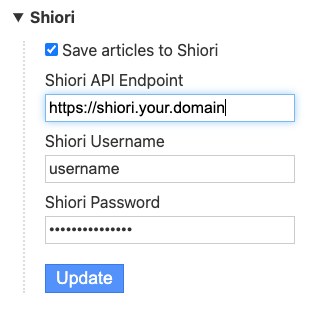 ▼ Shiori
Save articles to Shiori
Shiori API Endpoint
https://shiori.your.domain
Shiori Username
username
Shiori Password
•••••••••••••••
Update